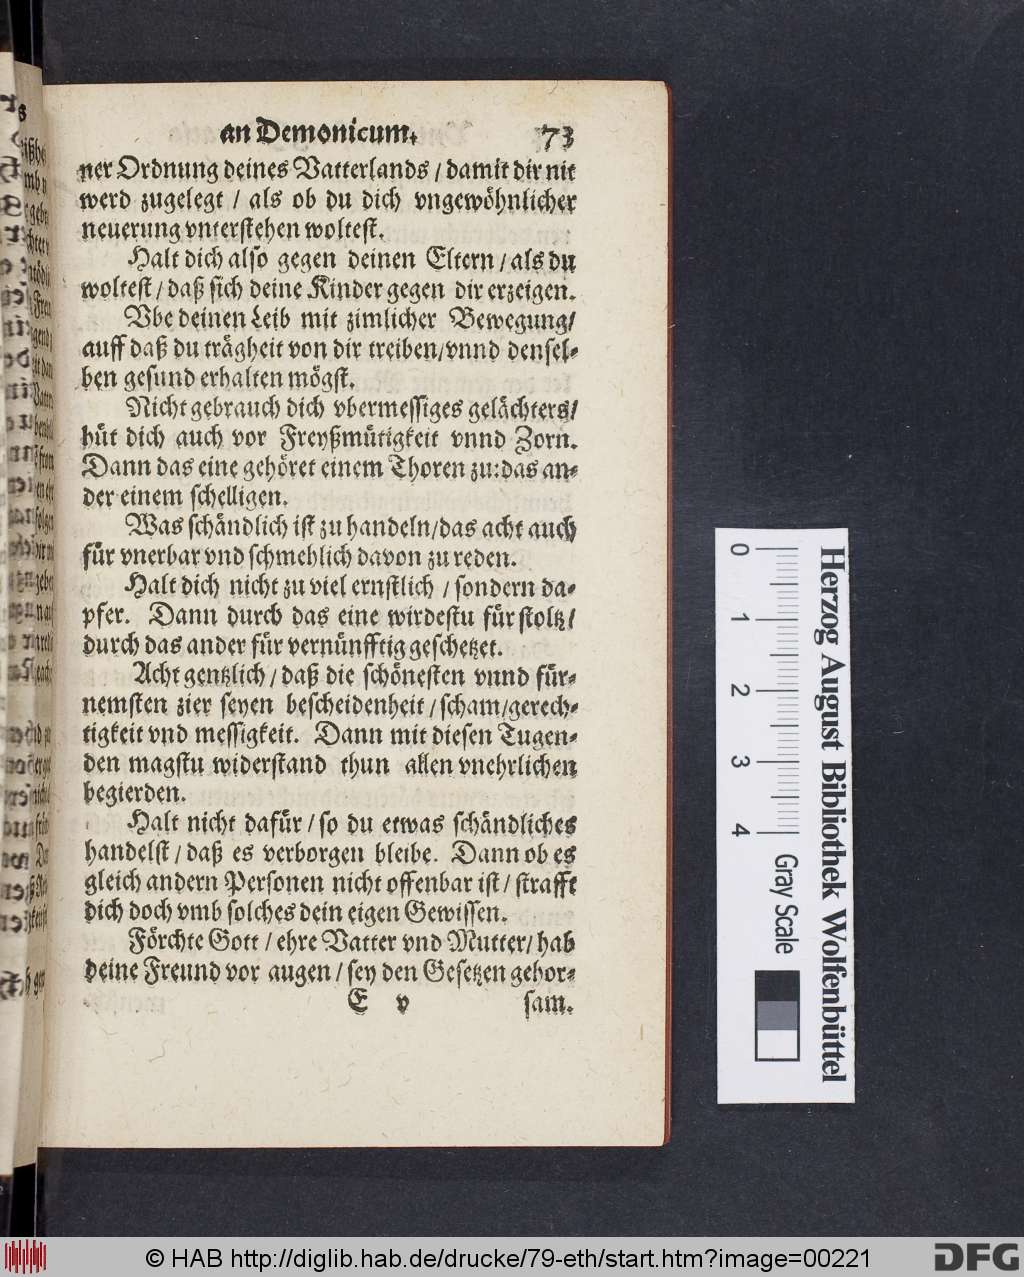 an Demonicum. 73
ner Ordnung deines Vatterlands / damit dir nit
werd zugelegt / als ob du dich vngewöhnlicher
neuerung vnterstehen woltest.
Halt dich also gegen deinen Eltern / als du
woltest / daß sich deine Kinder gegen dir erzeigen.
Vbe deinen Leib mit zimlicher Bewegung/
auff daß du trägheit von dir treiben/vnnd densel-
ben gesund erhalten mögst.
Nicht gebrauch dich vbermessiges gelächters/
hüt dich auch vor Freyßmütigkeit vnnd Zorn.
Dann das eine gehöret einem Thoren zu:das an-
der einem schelligen.
Was schändlich ist zu handeln/das acht auch
für vnerbar vnd schmehlich davon zu reden.
Halt dich nicht zu viel ernstlich / sondern da-
pfer. Dann durch das eine wirdestu für stoltz/
durch das ander für vernünfftig geschetzet.
Acht gentzlich / daß die schönesten vnnd für-
nemsten zier seyen bescheidenheit / scham/gerech-
tigkeit vnd messigkeit. Dann mit diesen Tugen-
den magstu widerstand thun allen vnehrlichen
begierden.
Halt nicht dafür / so du etwas schändliches
handelst / daß es verborgen bleibe. Dann ob es
gleich andern Personen nicht offenbar ist / strafft
dich doch vmb solches dein eigen Gewissen.
Förchte Gott / ehre Vatter vnd Mutter/ hab
deine Freund vor augen / sey den Gesetzen gehor-
E v sam.
Herzog August Bibliothek Wolfenbüttel
0 1 2 3 4 Gray Scale
© HAB http://diglib.hab.de/drucke/79-eth/start.htm?image=00221
DFG